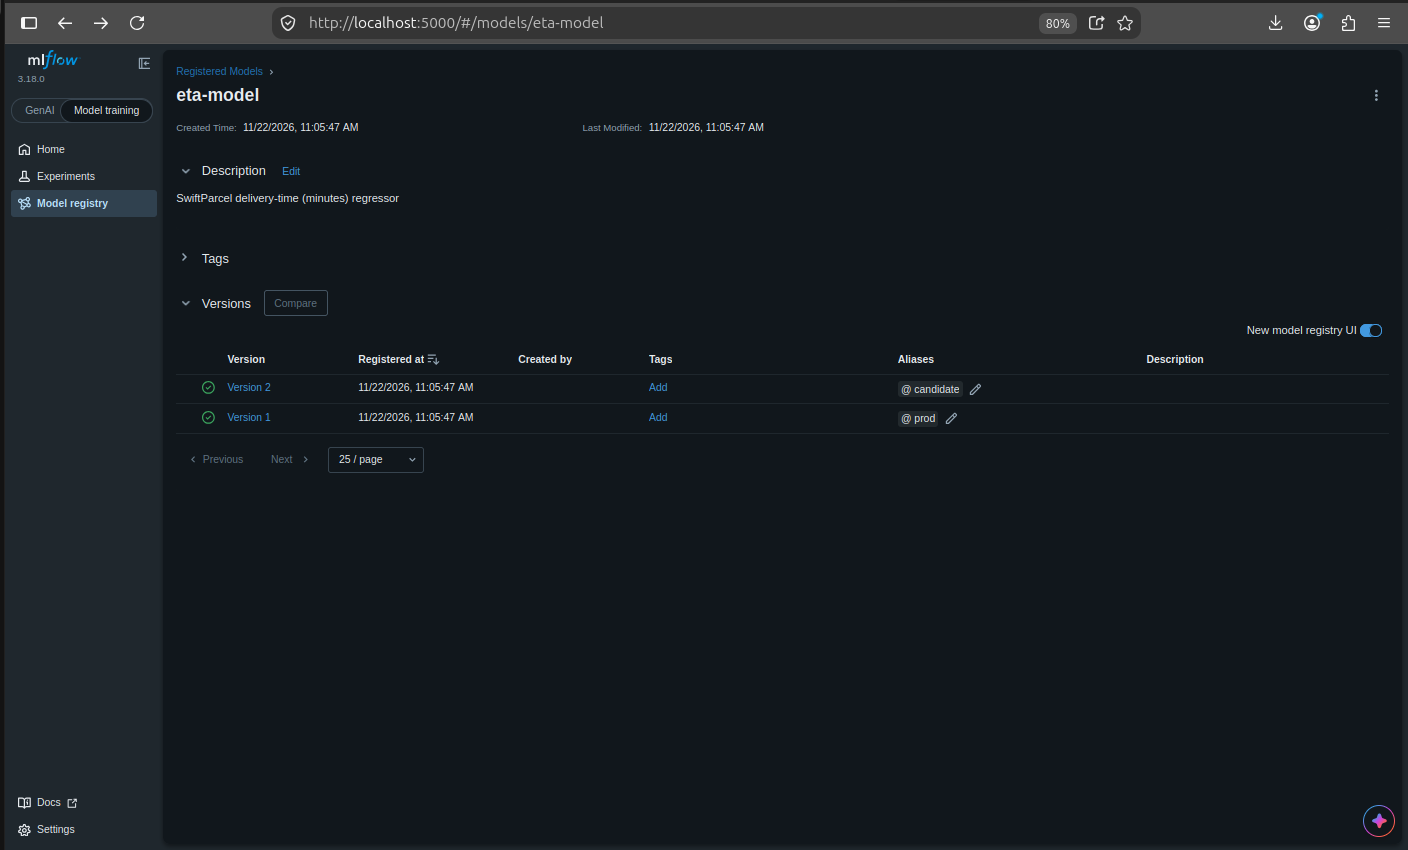 http://localhost:5000/#/models/eta-model
80%
mlflow
3.18.0
GenAI
Model training
Home
Experiments
Model registry
Docs
Settings
Registered Models
eta-model
Created Time: 11/22/2026, 11:05:47 AM
Last Modified: 11/22/2026, 11:05:47 AM
Description Edit
SwiftParcel delivery-time (minutes) regressor
Tags
Versions Compare
New model registry UI
Version Registered at Created by Tags Aliases Description
Version 2 11/22/2026, 11:05:47 AM Add @ candidate
Version 1 11/22/2026, 11:05:47 AM Add @ prod
Previous Next 25 / page